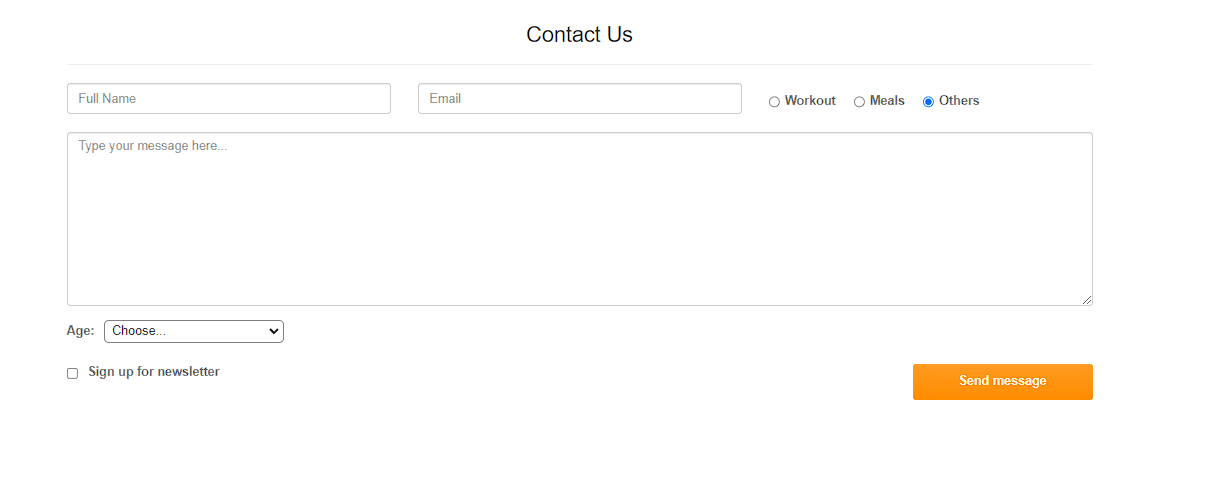 Contact Us
Full Name Email Workout Meals Others
Type your message here...
Age: Choose...
Sign up for newsletter Send message